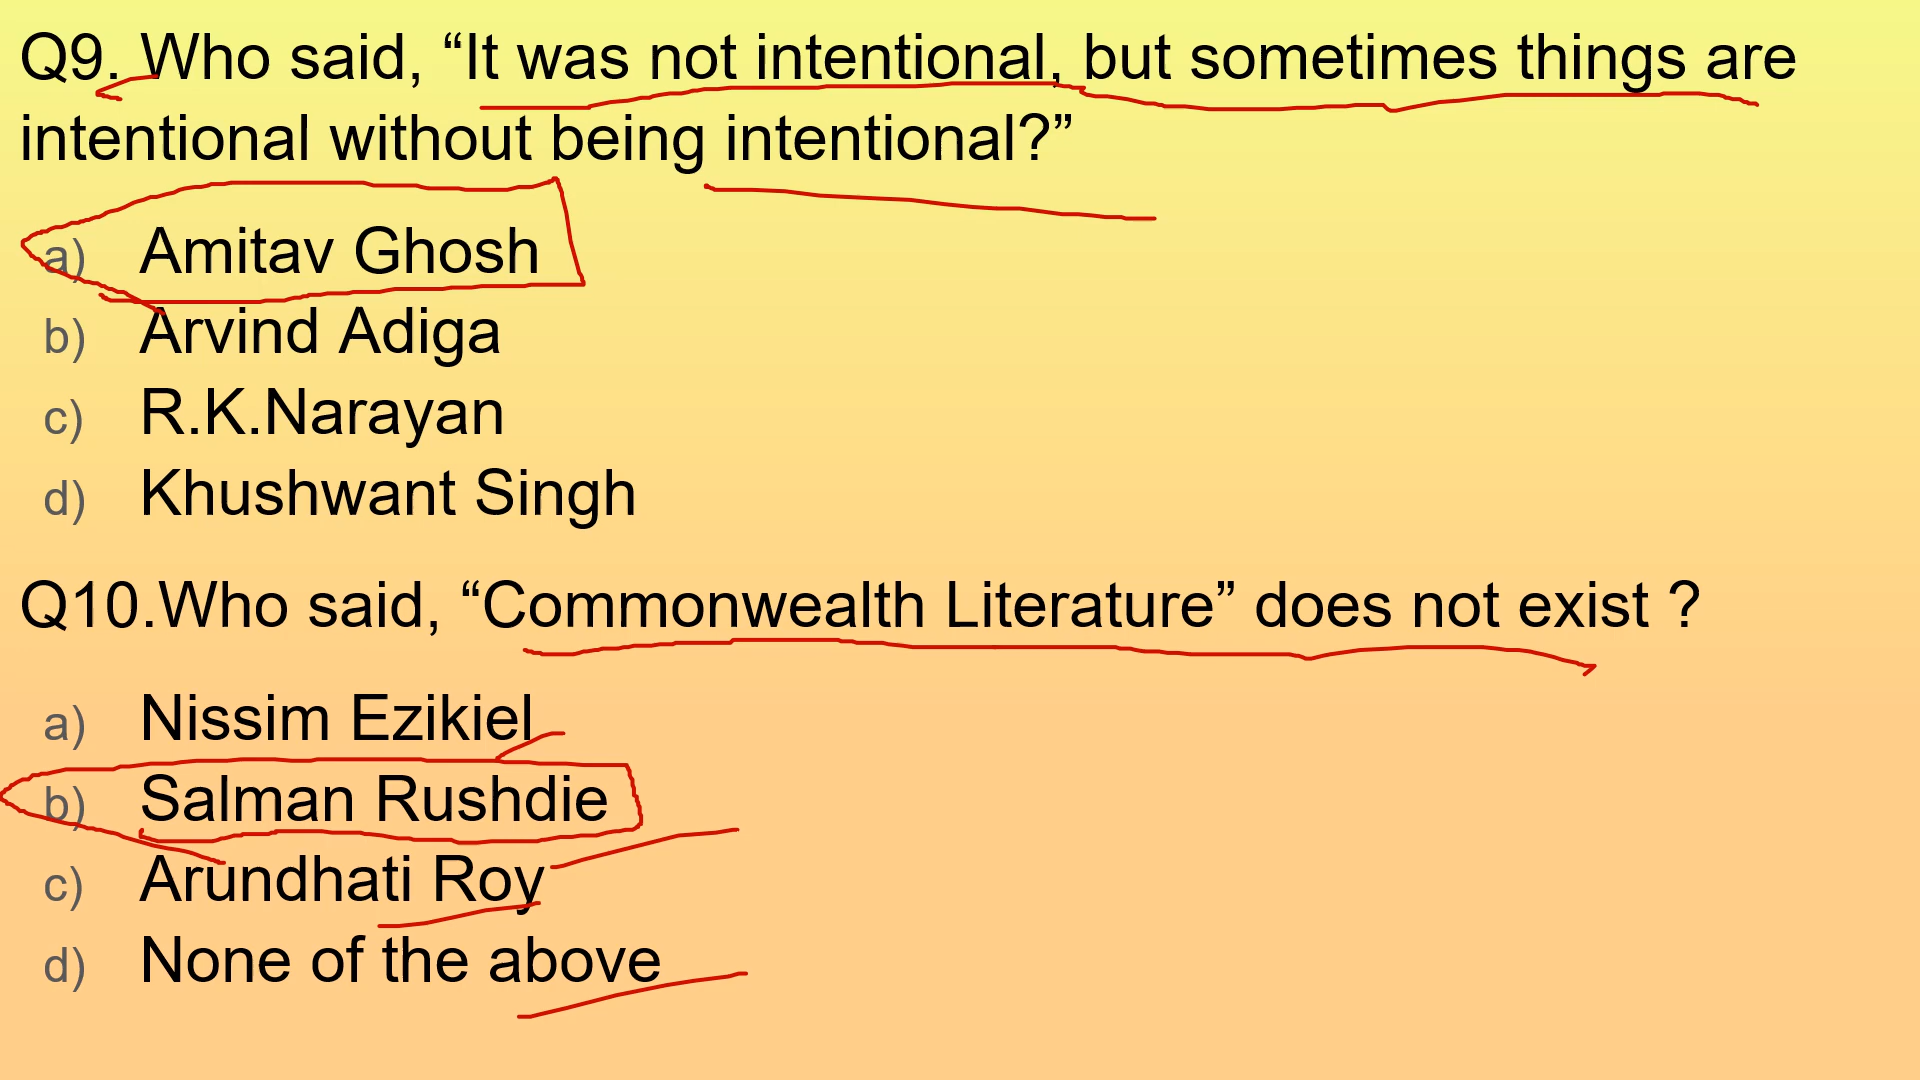 Q9. Who said, “It was not intentional, but sometimes things are
intentional without being intentional?”
a) Amitav Ghosh
b) Arvind Adiga
c) R.K.Narayan
d) Khushwant Singh
Q10.Who said, “Commonwealth Literature” does not exist ?
a) Nissim Ezikiel
b) Salman Rushdie
c) Arundhati Roy
d) None of the above